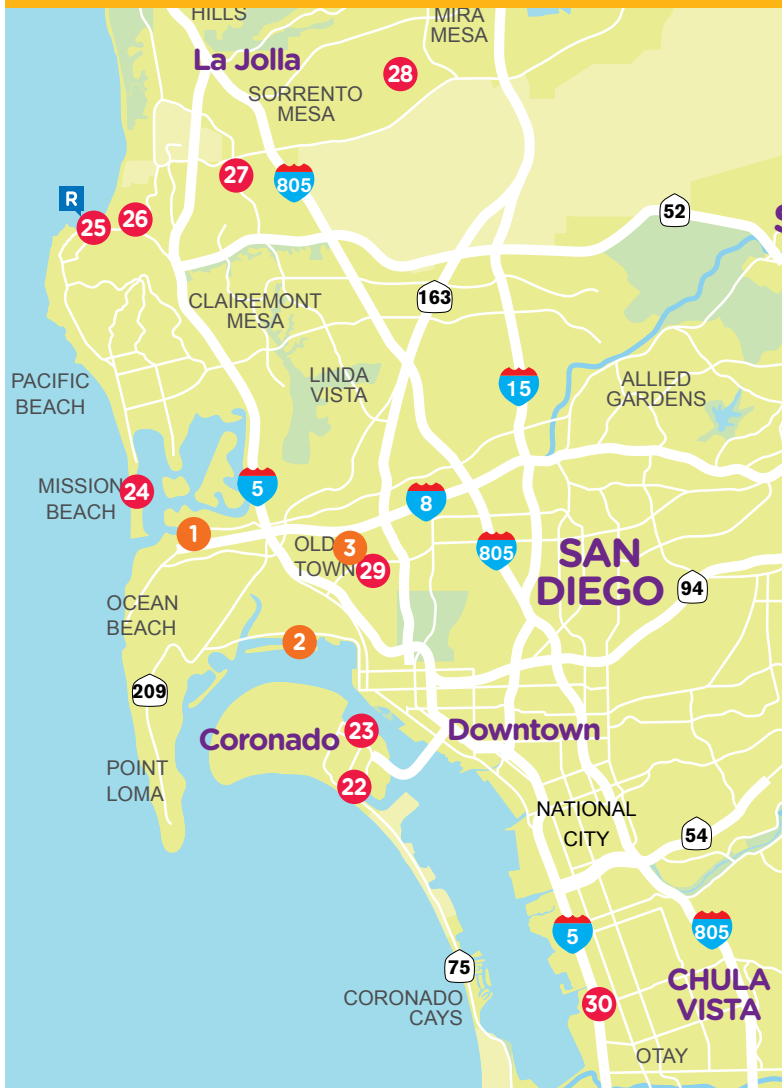 HILLS
MIRA
MESA
La Jolla
28
SORRENTO
MESA
27
805
R
25
26
52
S
CLAIREMONT
MESA
163
PACIFIC
BEACH
LINDA
VISTA
15
ALLIED
GARDENS
MISSION
BEACH
24
5
8
1
OLD
TOWN
3
29
805
SAN
DIEGO
94
OCEAN
BEACH
2
209
Coronado
23
Downtown
POINT
LOMA
22
NATIONAL
CITY
54
5
805
75
CORONADO
CAYS
CHULA
VISTA
30
OTAY